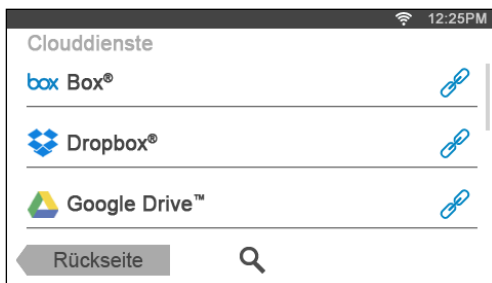 12:25PM
Clouddienste
box Box®
Dropbox®
Google Drive™
Rückseite